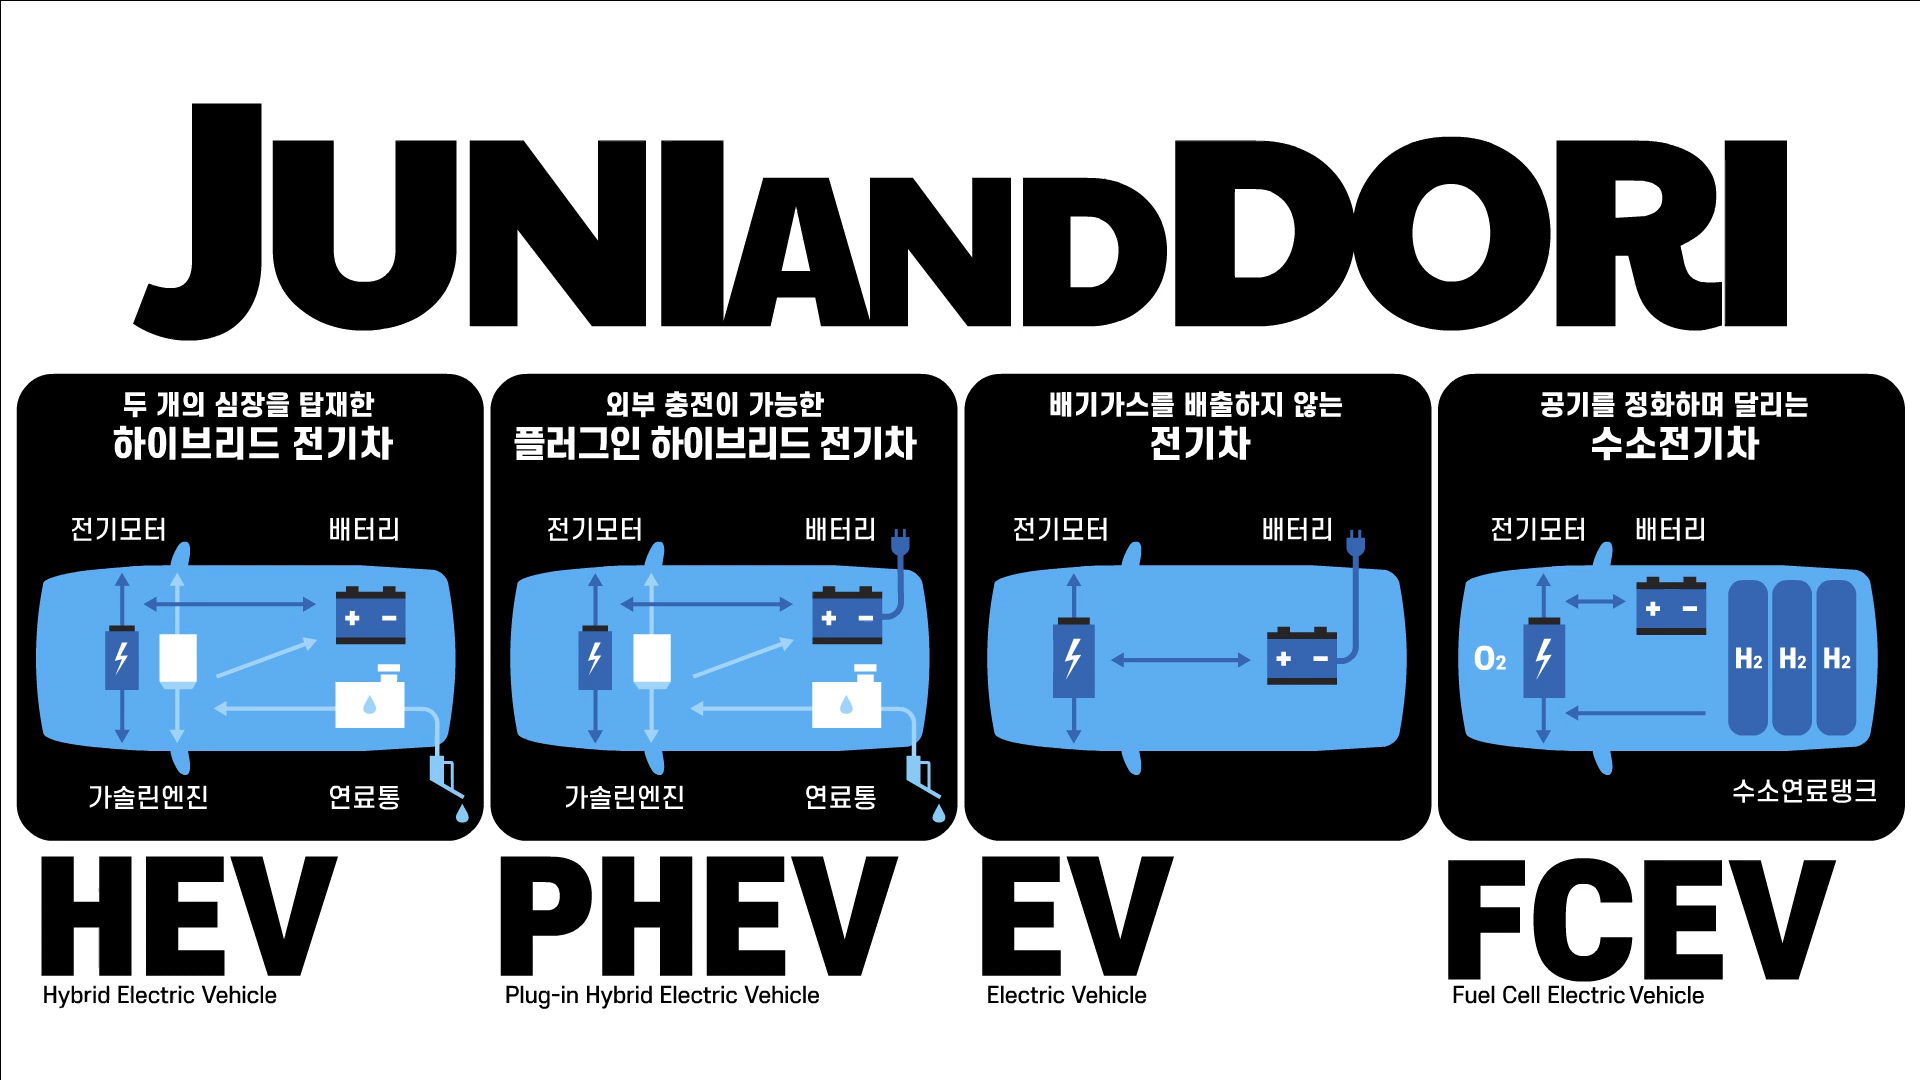 JUNIANDDORI
두 개의 심장을 탑재한
하이브리드 전기차
전기모터 배터리
+ −
가솔린엔진 연료통
HEV
Hybrid Electric Vehicle
외부 충전이 가능한
플러그인 하이브리드 전기차
전기모터 배터리
+ −
가솔린엔진 연료통
PHEV
Plug-in Hybrid Electric Vehicle
배기가스를 배출하지 않는
전기차
전기모터 배터리
+ −
EV
Electric Vehicle
공기를 정화하며 달리는
수소전기차
전기모터 배터리
+ −
O₂ H₂ H₂ H₂
수소연료탱크
FCEV
Fuel Cell Electric Vehicle